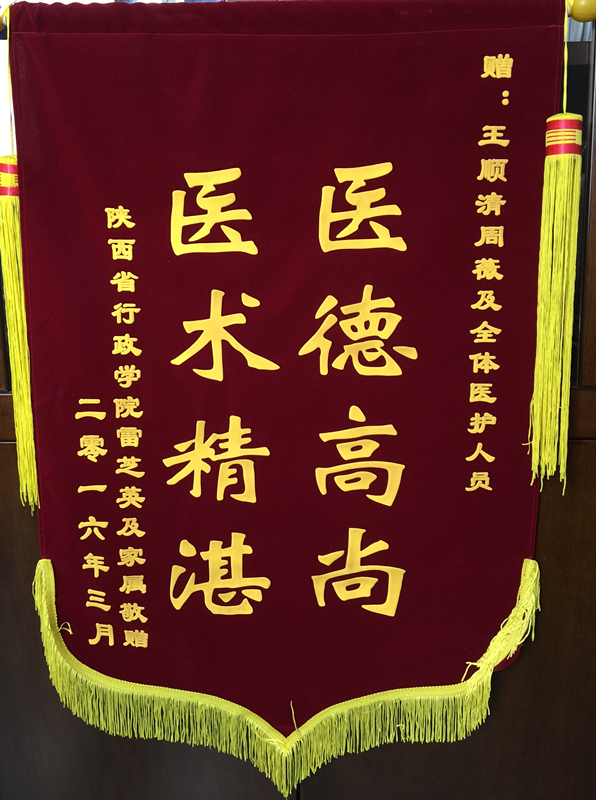 赠：王顺清周薇及全体医护人员
医德高尚
医术精湛
陕西省行政学院雷芝英及家属敬赠
二零一六年三月